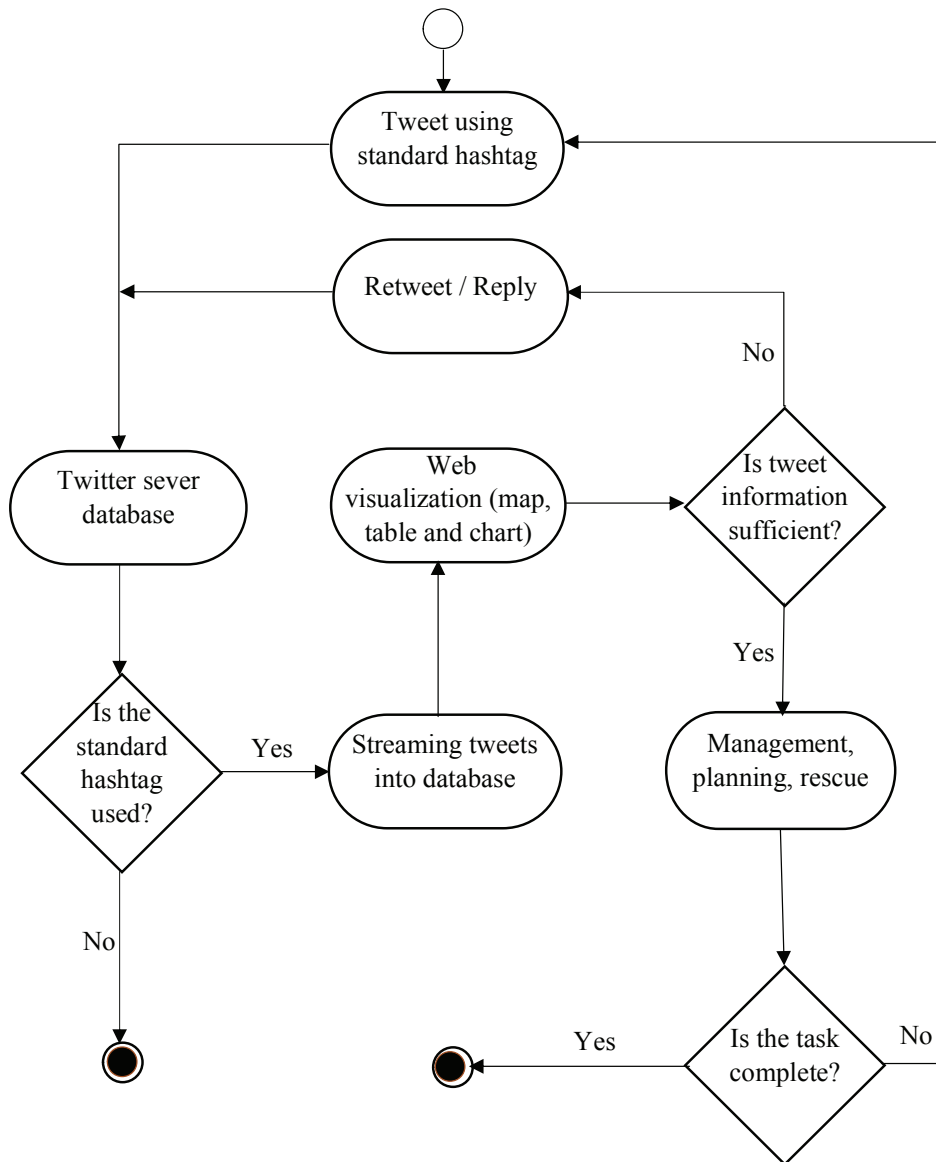 Tweet using
standard hashtag
Retweet / Reply
No
Web
visualization (map,
table and chart)
Is tweet
information
sufficient?
Twitter sever
database
Yes
Is the
standard
hashtag
used?
Yes
Streaming tweets
into database
Management,
planning, rescue
No
Yes
Is the task
complete?
No